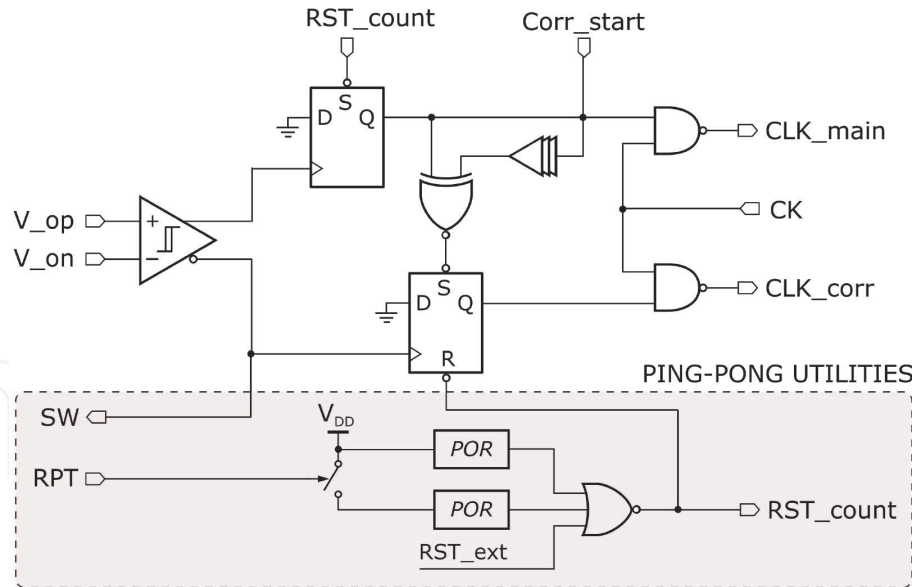 RST_count
Corr_start
S
D
Q
CLK_main
V_op
+
CK
V_on
−
S
D
Q
CLK_corr
R
PING-PONG UTILITIES
SW
V_DD
POR
RPT
POR
RST_count
RST_ext